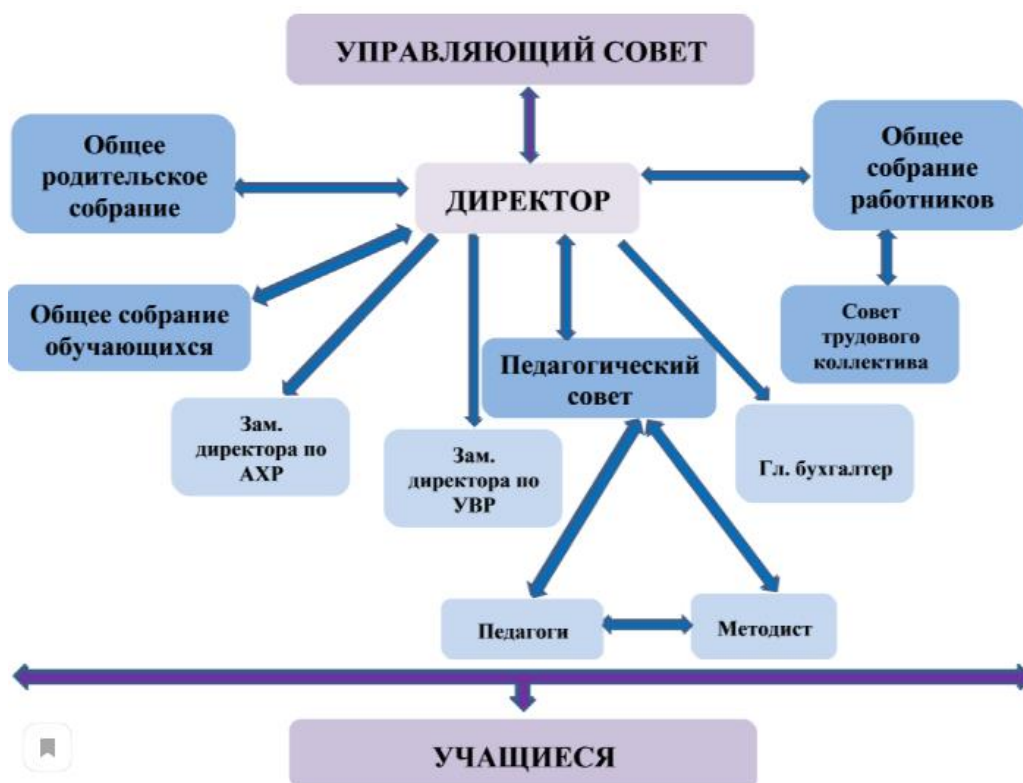 УПРАВЛЯЮЩИЙ СОВЕТ
Общее
родительское
собрание
ДИРЕКТОР
Общее
собрание
работников
Общее собрание
обучающихся
Педагогический
совет
Совет
трудового
коллектива
Зам.
директора по
АХР
Зам.
директора по
УВР
Гл. бухгалтер
Педагоги
Методист
УЧАЩИЕСЯ